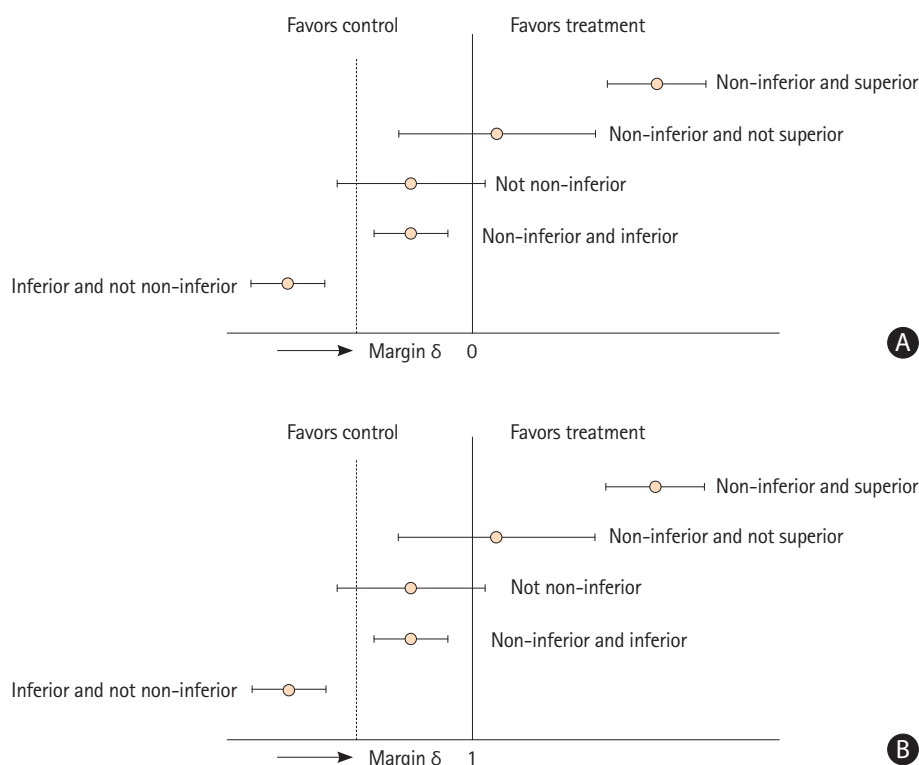 Favors control Favors treatment
Non-inferior and superior
Non-inferior and not superior
Not non-inferior
Non-inferior and inferior
Inferior and not non-inferior
Margin δ 0
A
Favors control Favors treatment
Non-inferior and superior
Non-inferior and not superior
Not non-inferior
Non-inferior and inferior
Inferior and not non-inferior
Margin δ 1
B